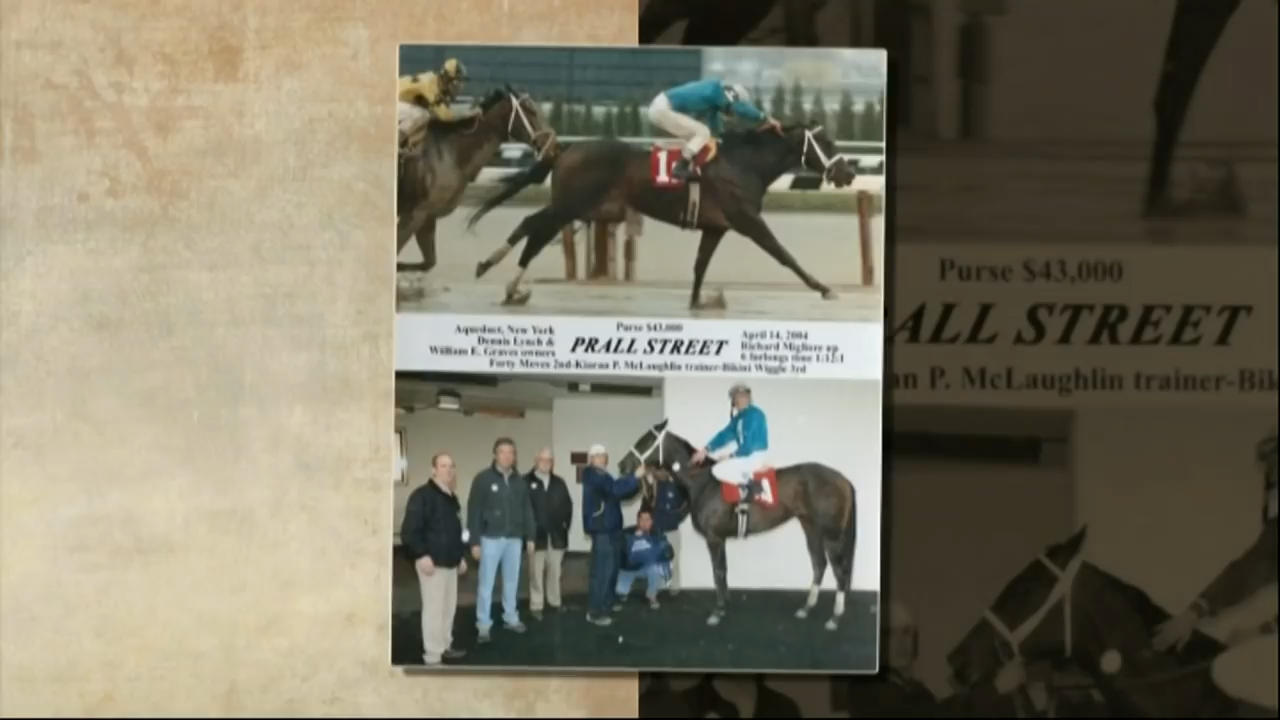 Purse $43,000
Aqueduct, New York
Dennis Lynch &
William E. Graves owners
PRALL STREET
April 14, 2004
Richard Migliore up
6 furlongs time 1:12:1
Forty Moves 2nd-Kiaran P. McLaughlin trainer-Bikini Wiggle 3rd
1
Purse $43,000
ALL STREET
an P. McLaughlin trainer-Bik